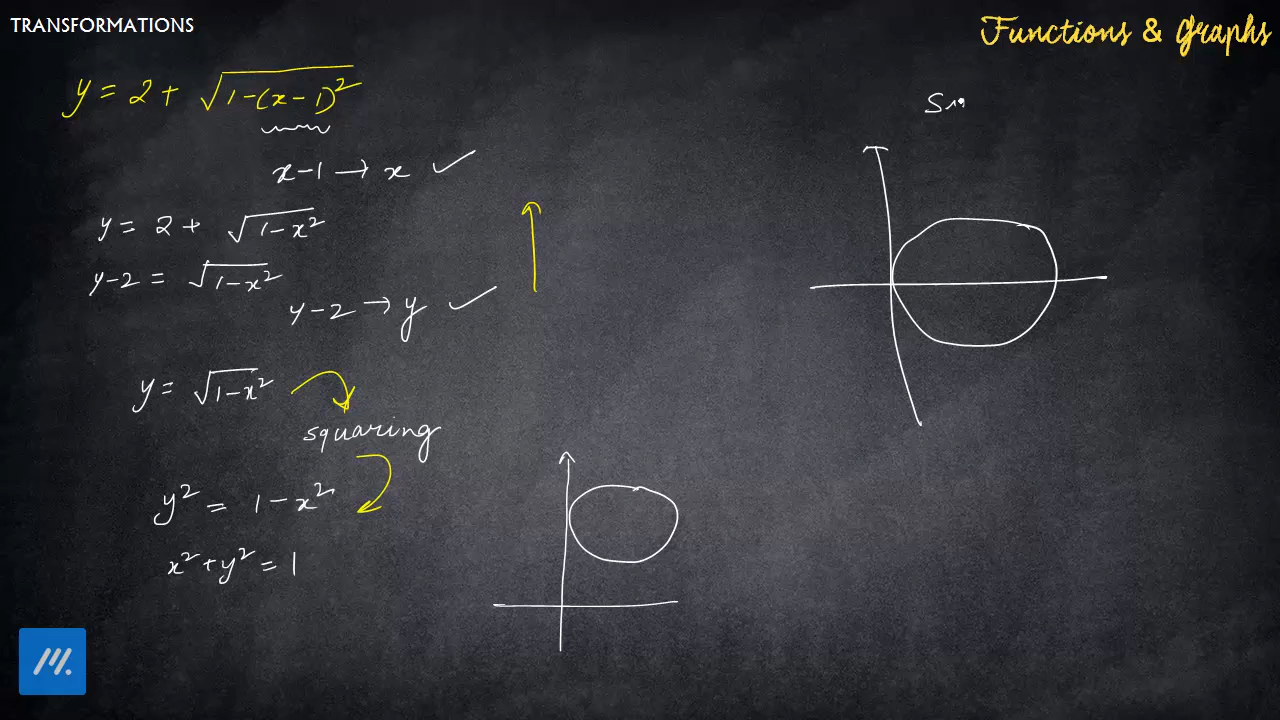 TRANSFORMATIONS
Functions & Graphs
y = 2 + √(1-(x-1)²)
x-1 → x ✓
y = 2 + √(1-x²)
y-2 = √(1-x²)
y-2 → y ✓
y = √(1-x²)
squaring
y² = 1-x²
x²+y² = 1